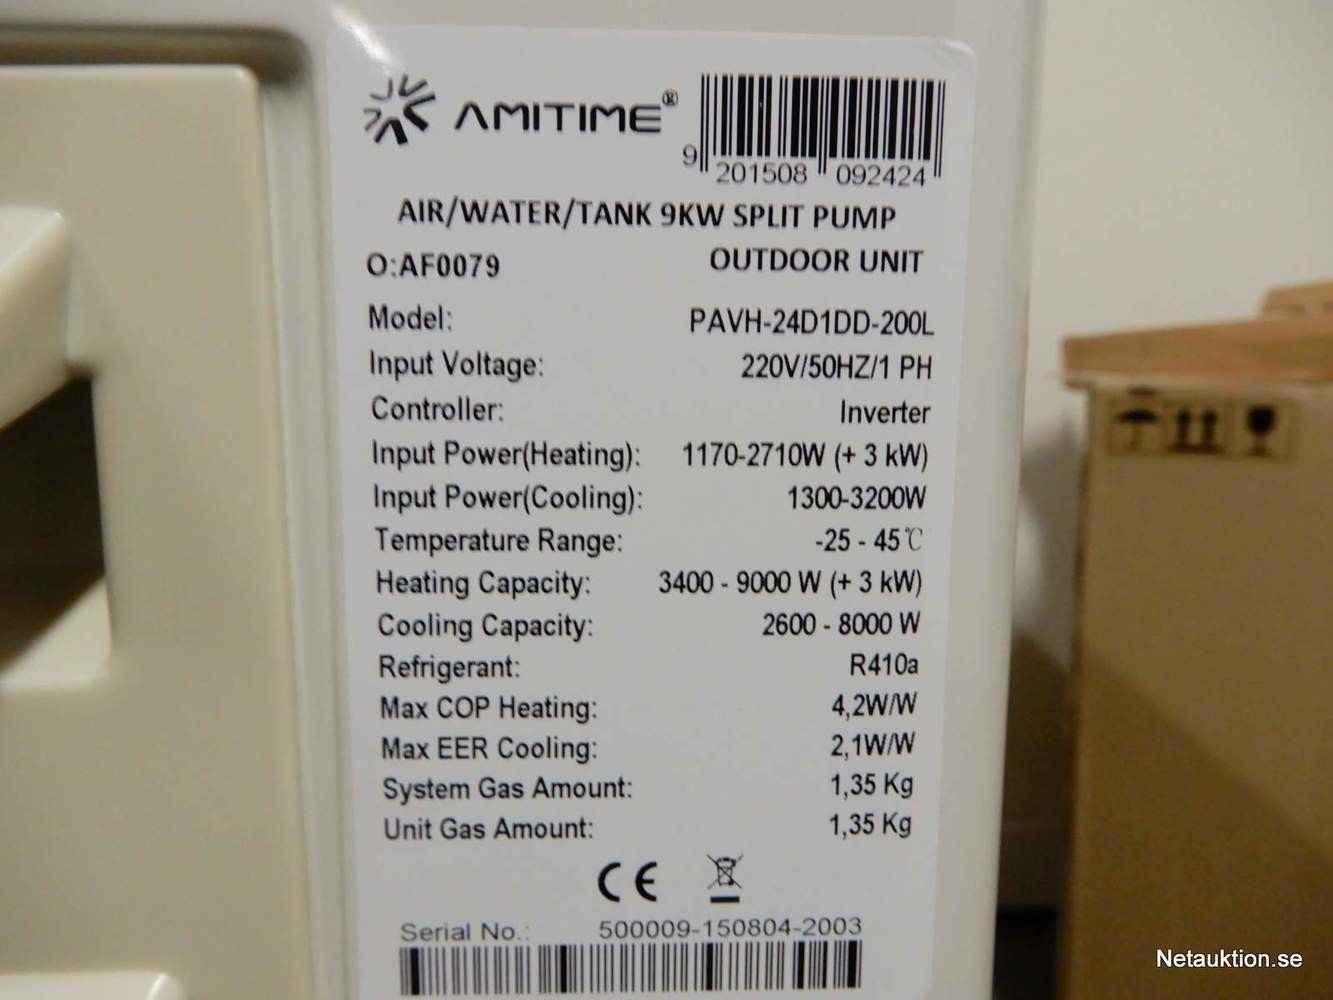 AMITIME®
9 201508 092424
AIR/WATER/TANK 9KW SPLIT PUMP
O:AF0079 OUTDOOR UNIT
Model: PAVH-24D1DD-200L
Input Voltage: 220V/50HZ/1 PH
Controller: Inverter
Input Power(Heating): 1170-2710W (+ 3 kW)
Input Power(Cooling): 1300-3200W
Temperature Range: -25 - 45℃
Heating Capacity: 3400 - 9000 W (+ 3 kW)
Cooling Capacity: 2600 - 8000 W
Refrigerant: R410a
Max COP Heating: 4,2W/W
Max EER Cooling: 2,1W/W
System Gas Amount: 1,35 Kg
Unit Gas Amount: 1,35 Kg
CE
Serial No.: 500009-150804-2003
Netauktion.se